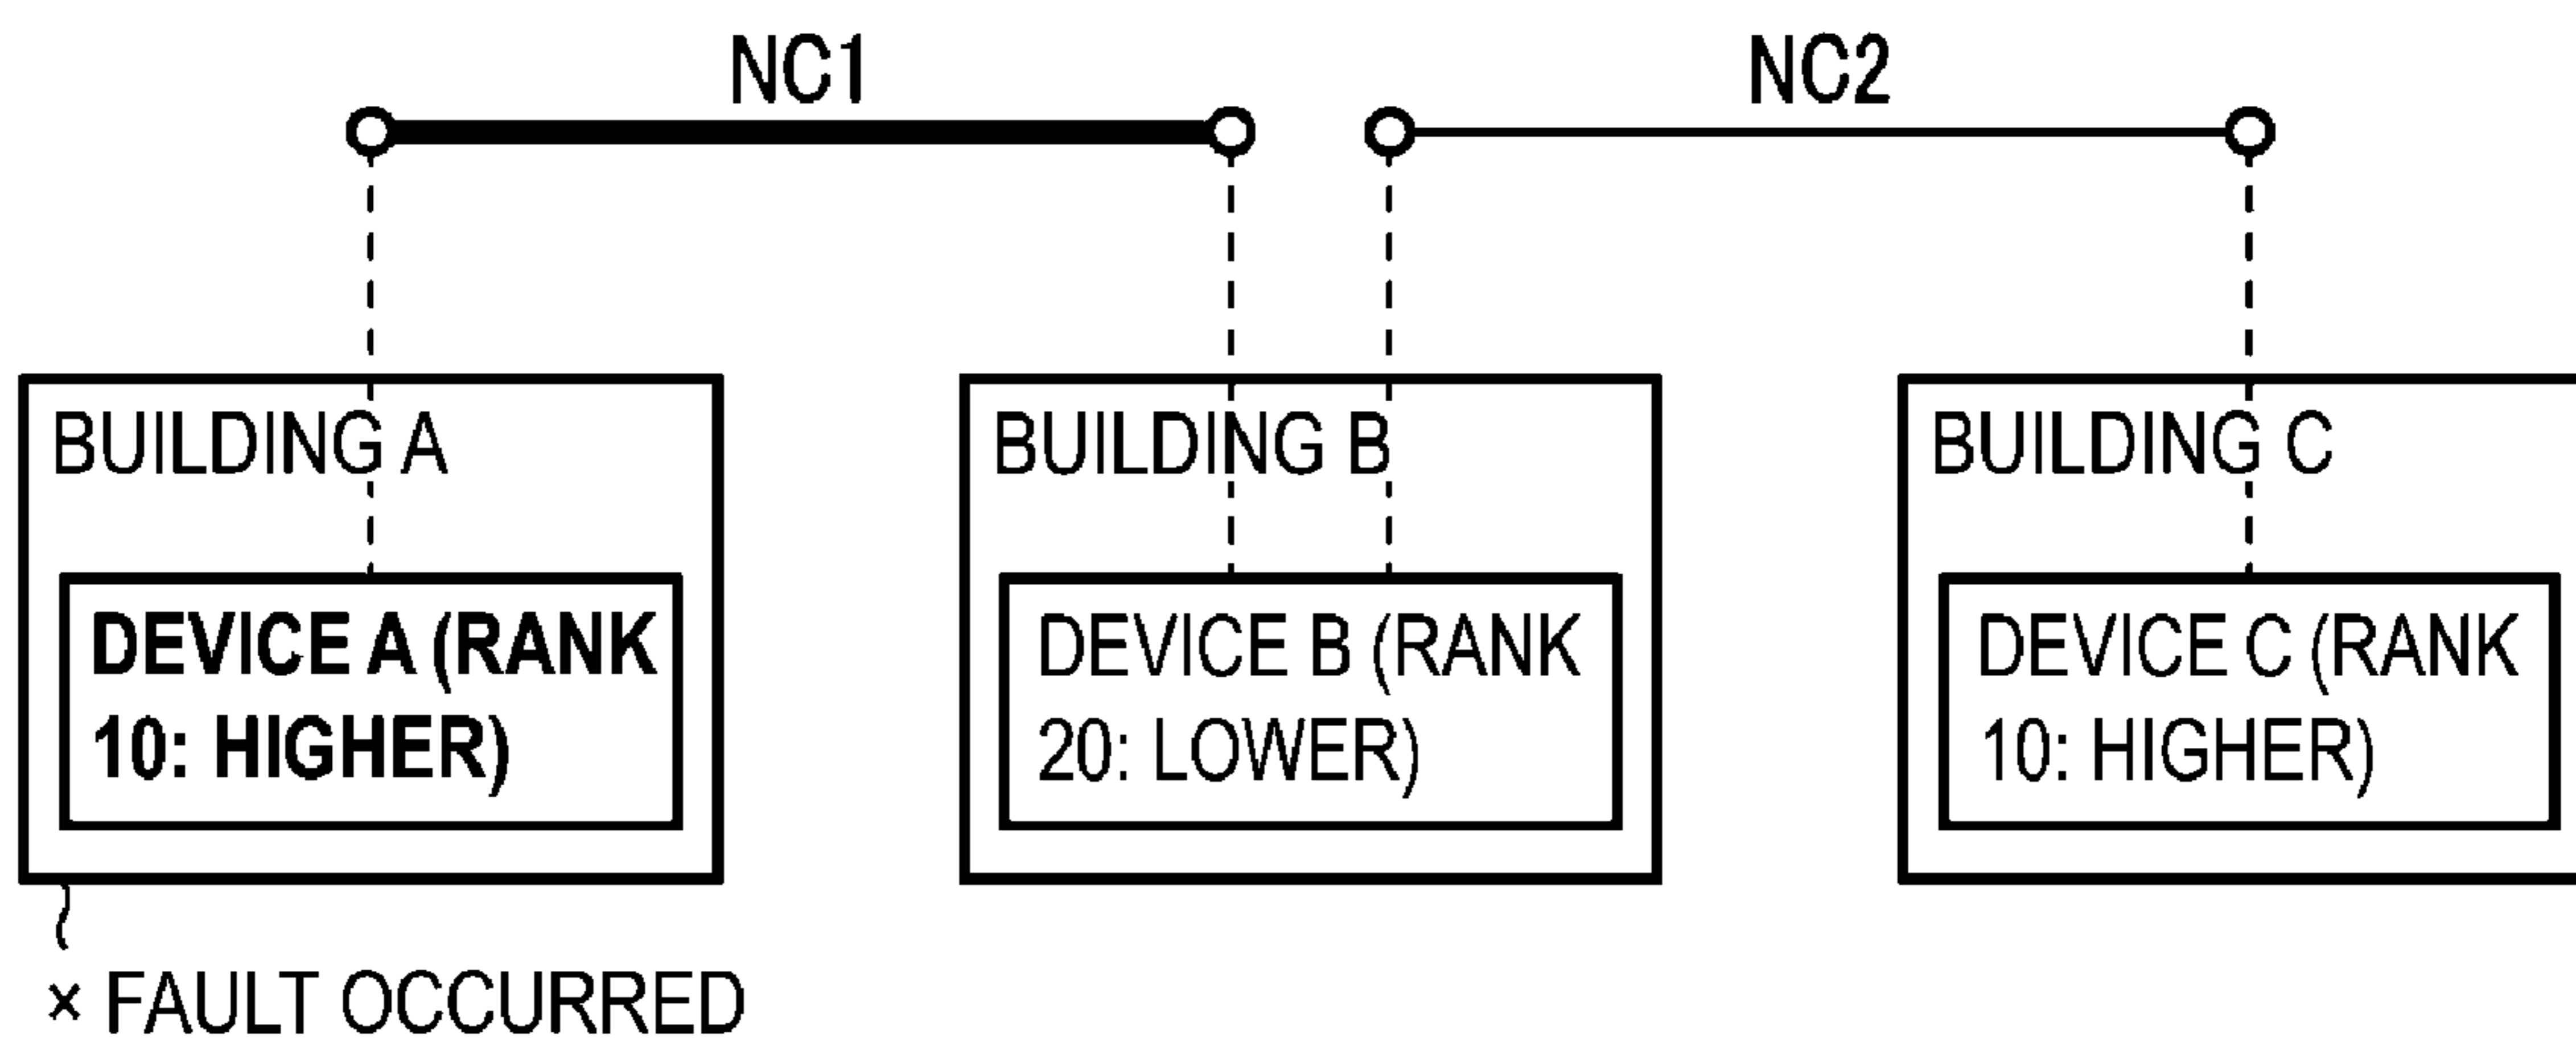 NC1
NC2
BUILDING A
DEVICE A (RANK
10: HIGHER)
BUILDING B
DEVICE B (RANK
20: LOWER)
BUILDING C
DEVICE C (RANK
10: HIGHER)
× FAULT OCCURRED